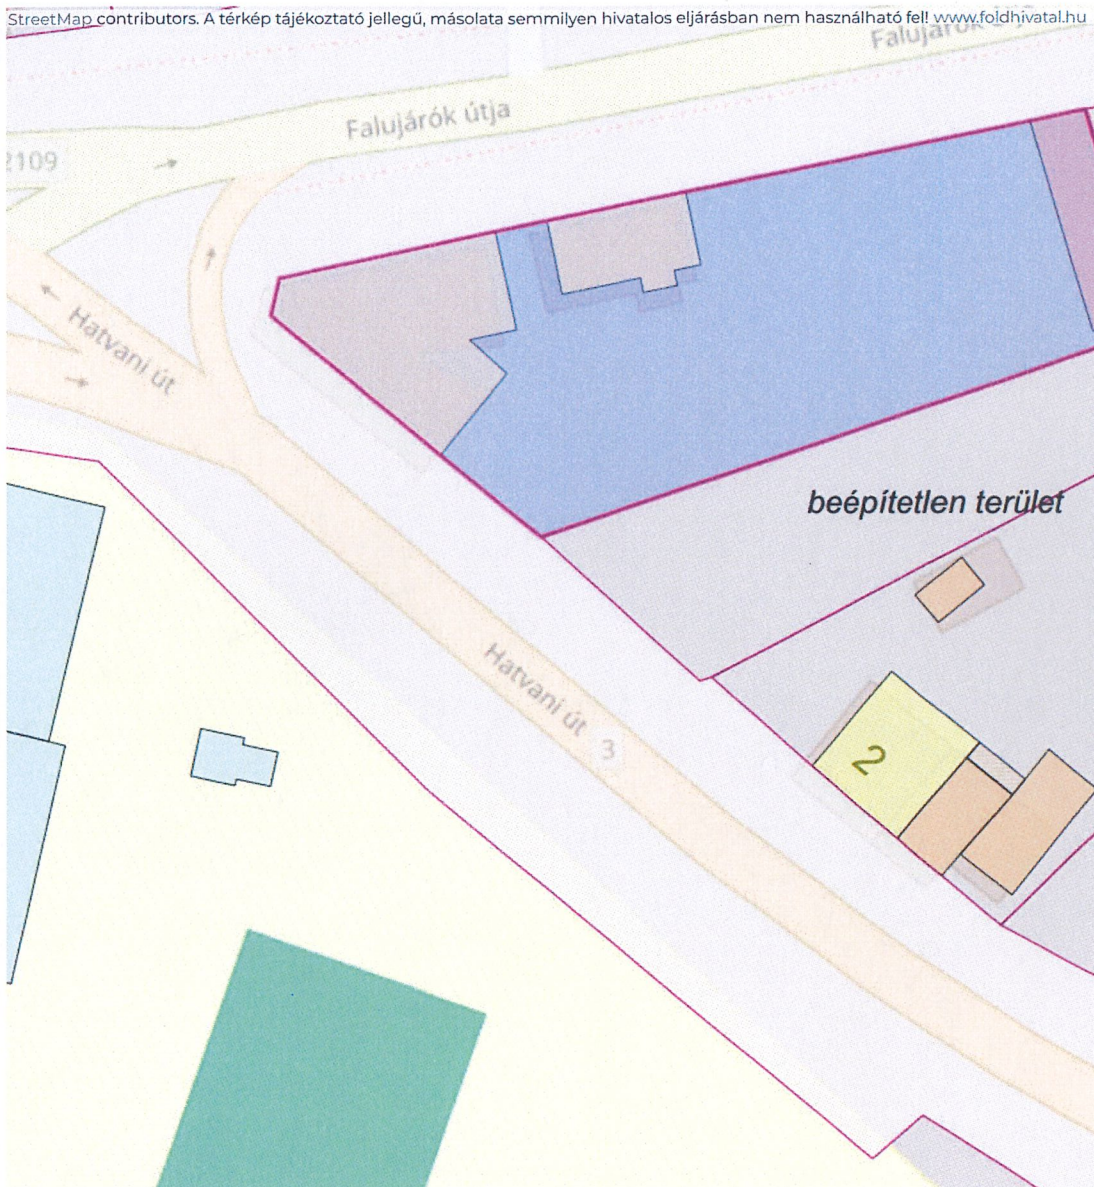 StreetMap contributors. A térkép tájékoztató jellegű, másolata semmilyen hivatalos eljárásban nem használható fel! www.foldhivatal.hu
Falujárók útja
Falujárók útja
2109
Hatvani út
beépítetlen terület
Hatvani út 3
2